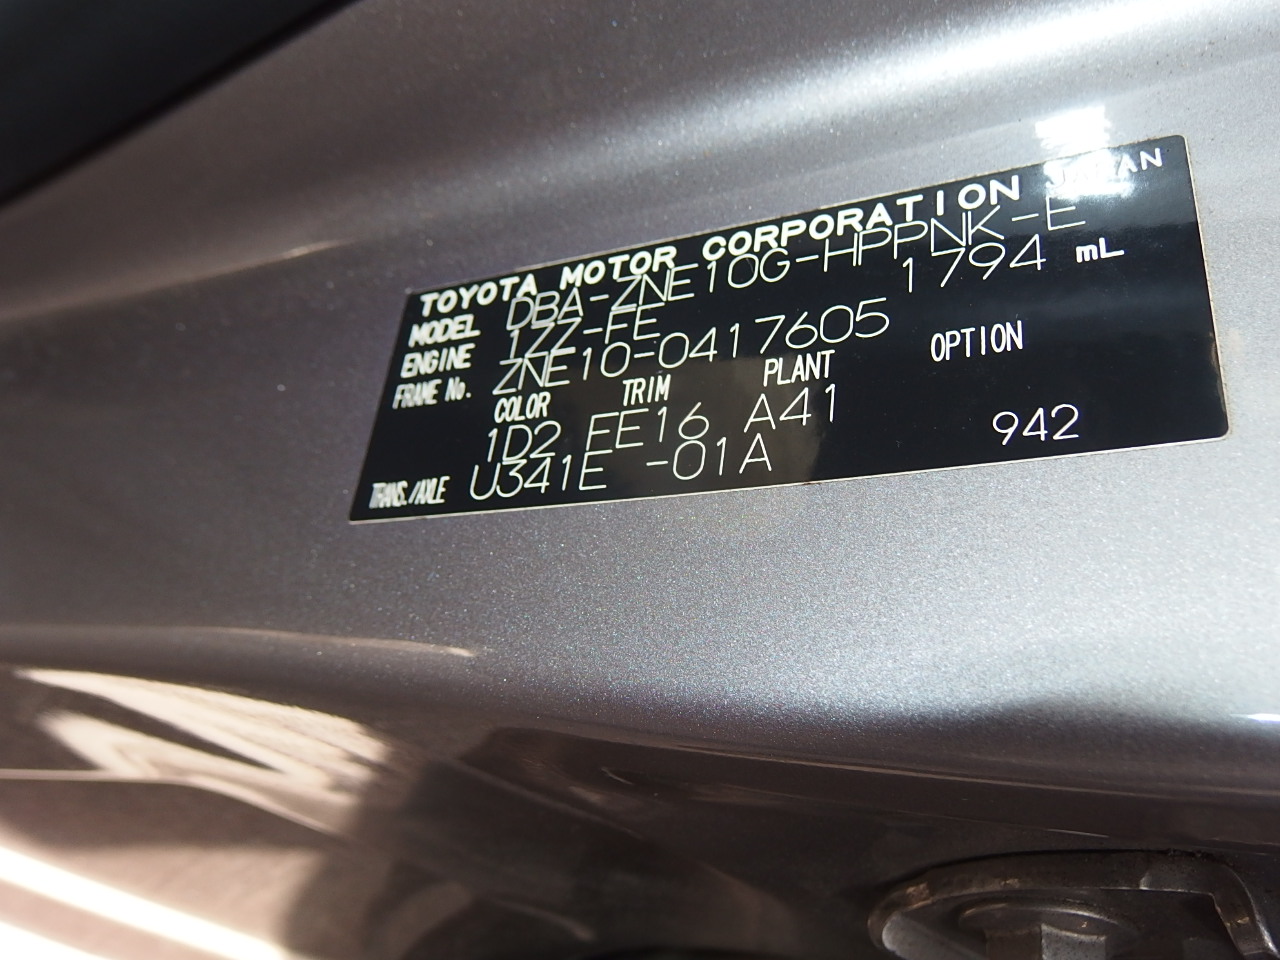 TOYOTA MOTOR CORPORATION JAPAN
MODEL DBA-ZNE10G-HPPNK-E
ENGINE 1ZZ-FE 1794 mL
FRAME No. ZNE10-0417605
COLOR TRIM PLANT OPTION
1D2 FE16 A41
TRANS./AXLE U341E -01A 942